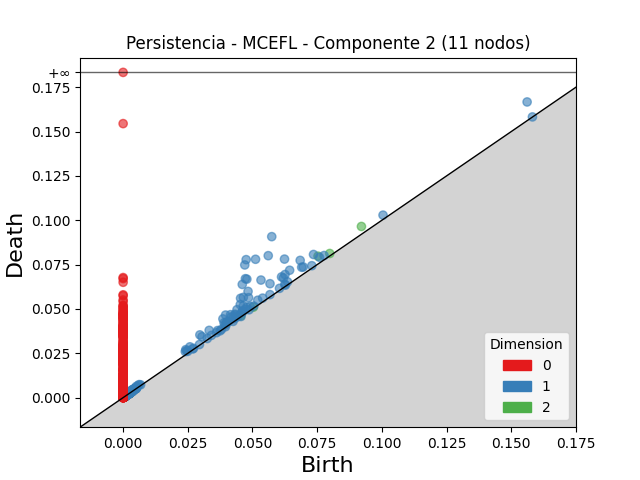 Persistencia - MCEFL - Componente 2 (11 nodos)
+∞
0.175
0.150
0.125
0.100
0.075
0.050
0.025
0.000
Death
Dimension
0
1
2
0.000 0.025 0.050 0.075 0.100 0.125 0.150 0.175
Birth